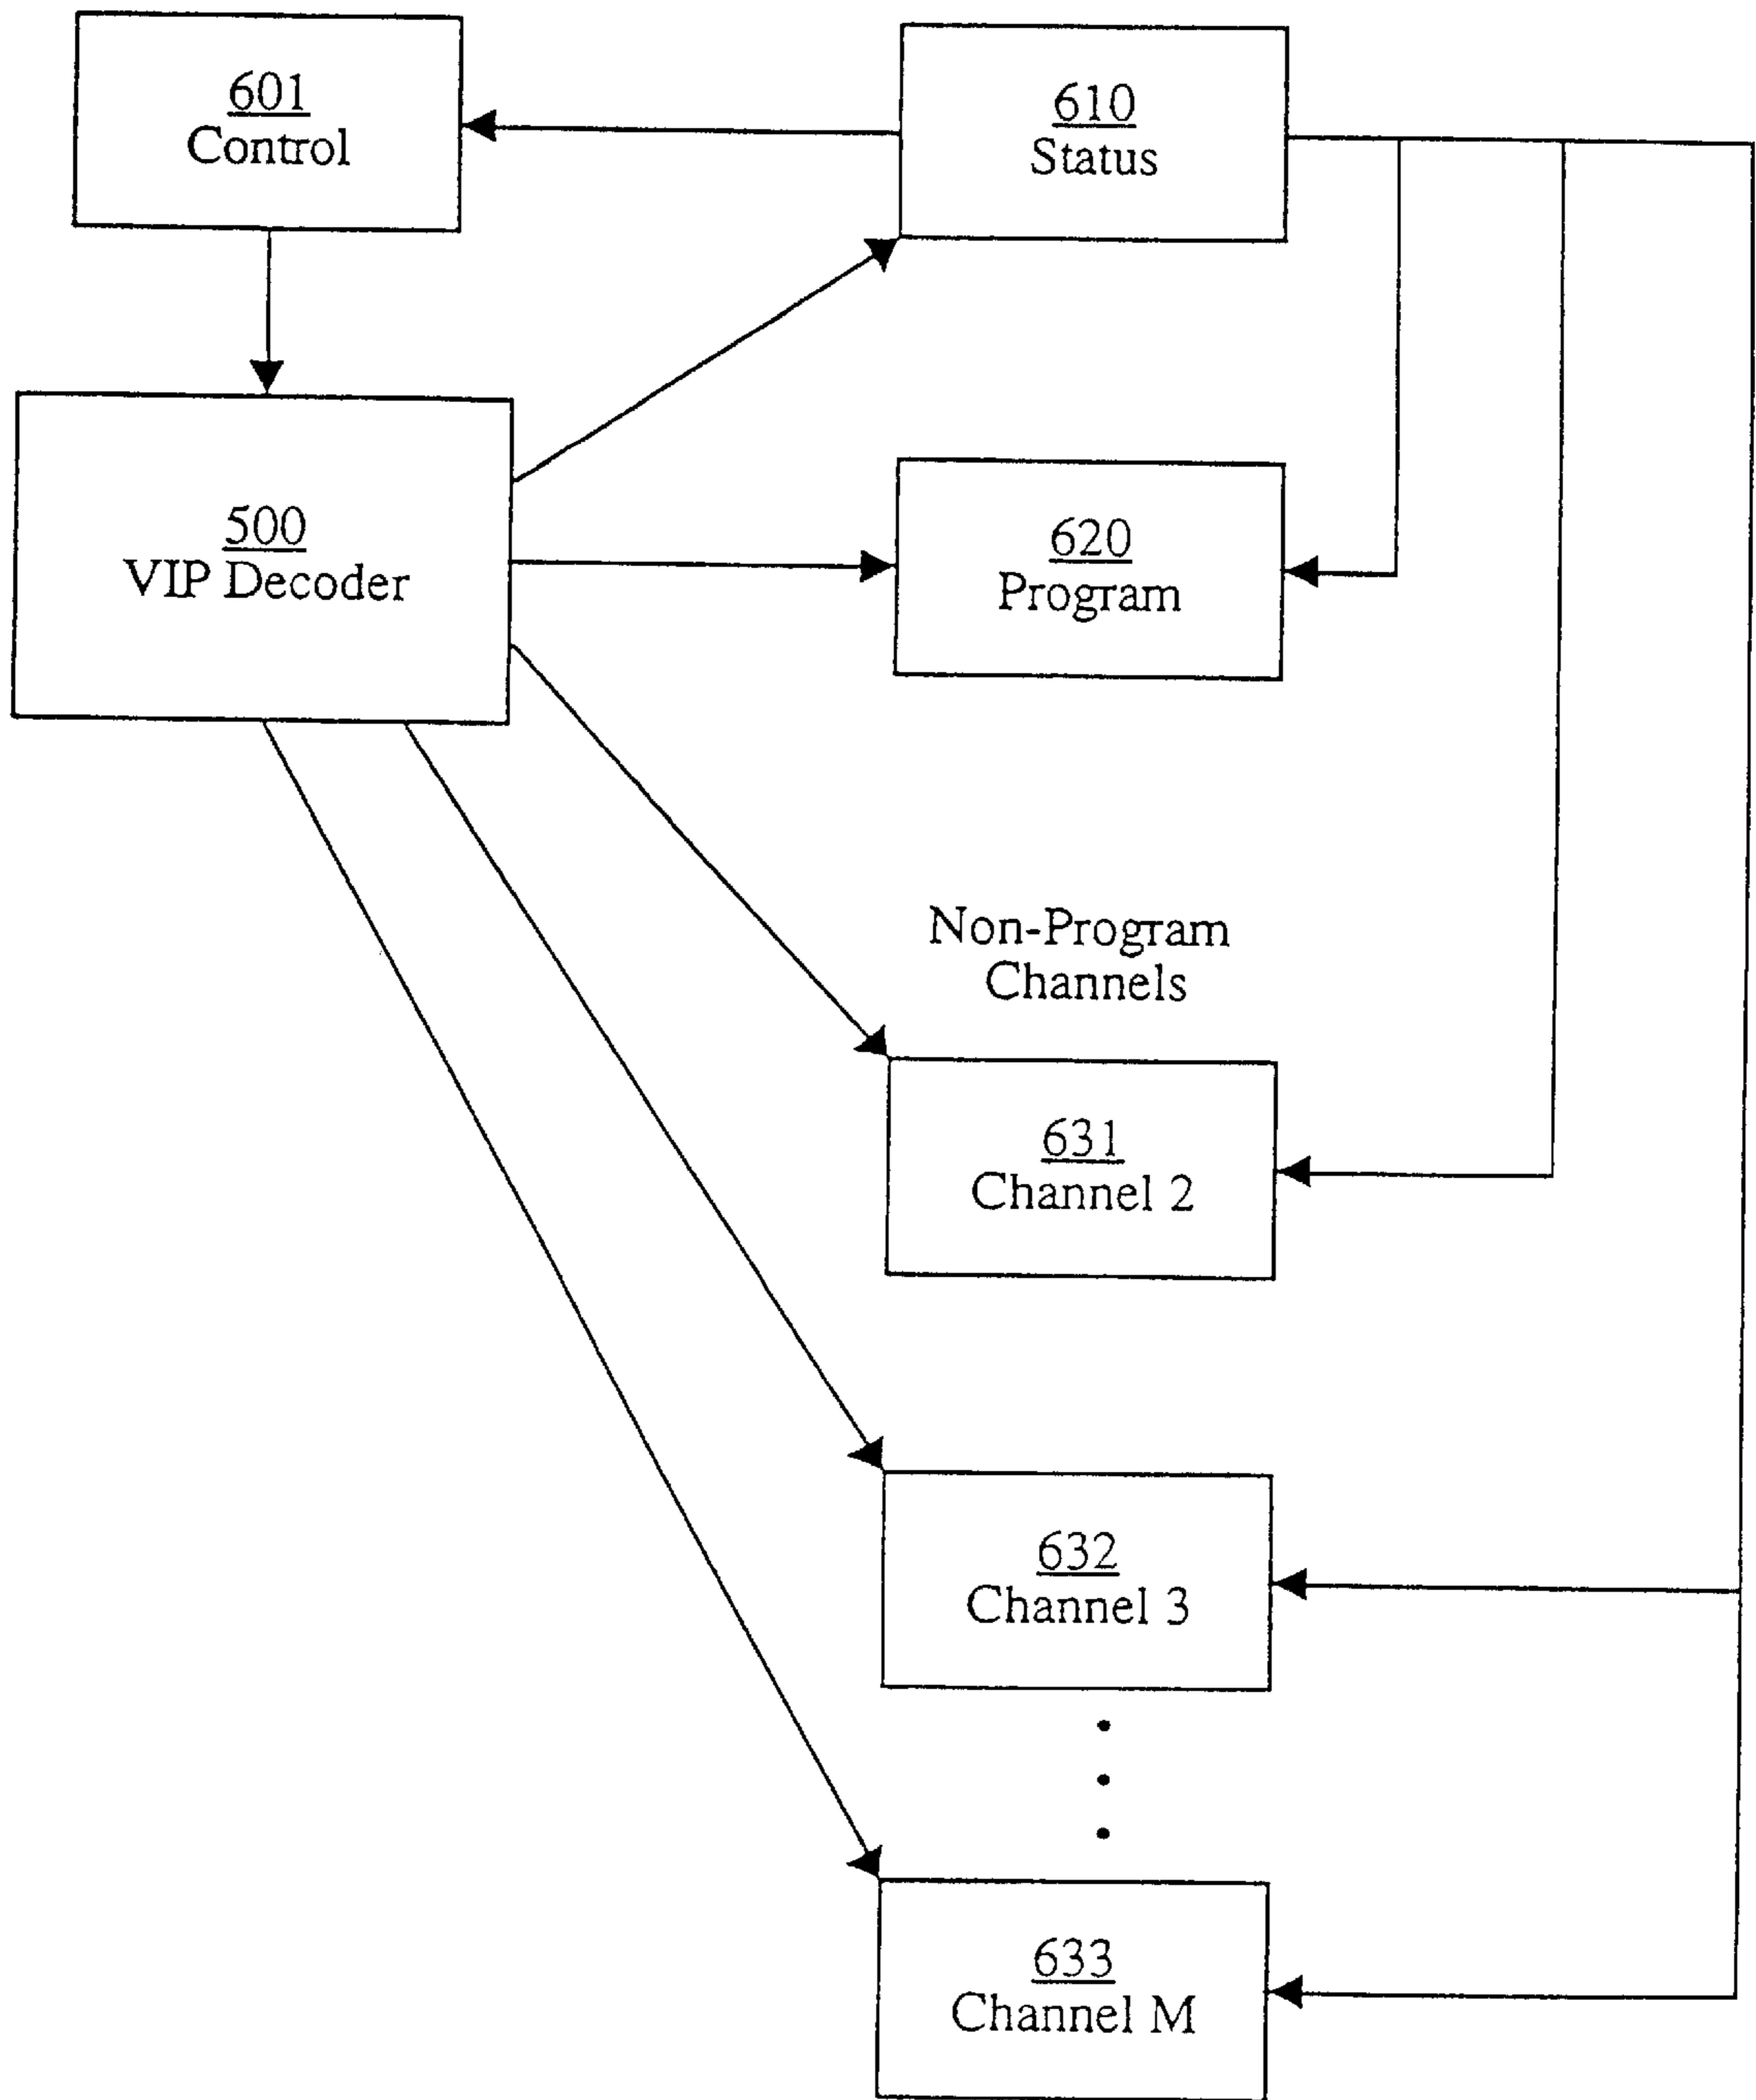 601
Control
610
Status
500
VIP Decoder
620
Program
Non-Program
Channels
631
Channel 2
632
Channel 3
633
Channel M